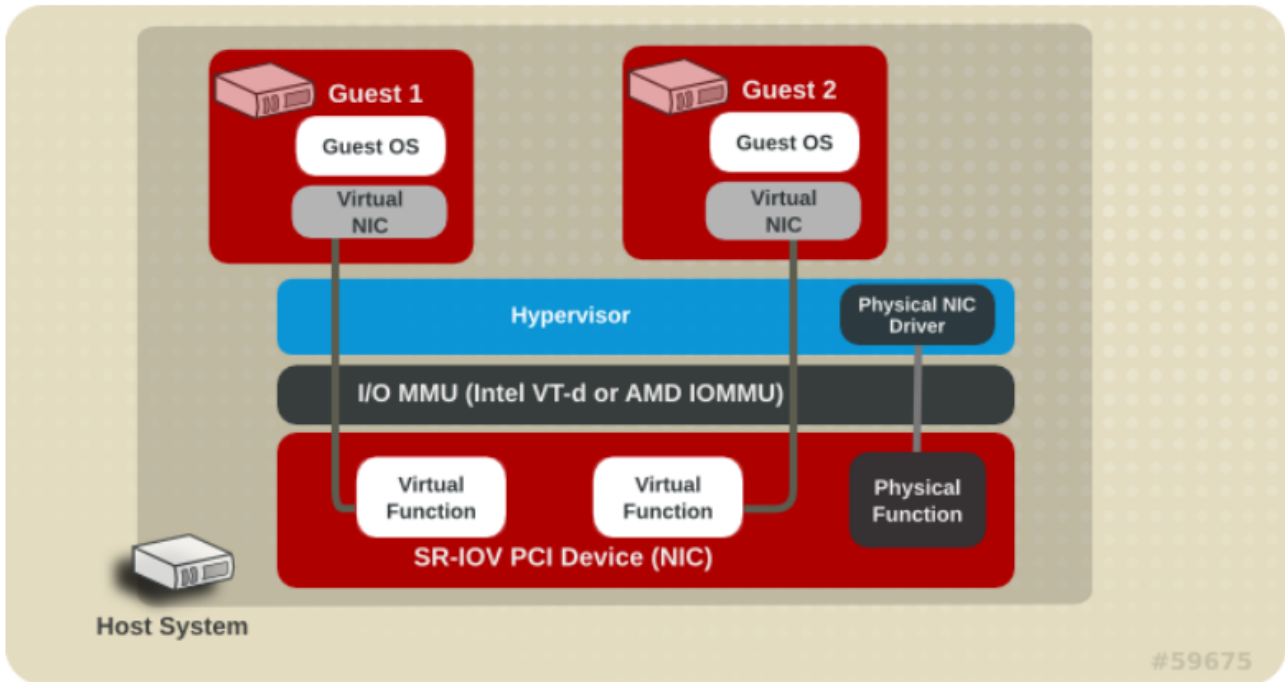 Guest 1
Guest OS
Virtual
NIC
Guest 2
Guest OS
Virtual
NIC
Hypervisor
Physical NIC
Driver
I/O MMU (Intel VT-d or AMD IOMMU)
Virtual
Function
Virtual
Function
Physical
Function
SR-IOV PCI Device (NIC)
Host System
#59675